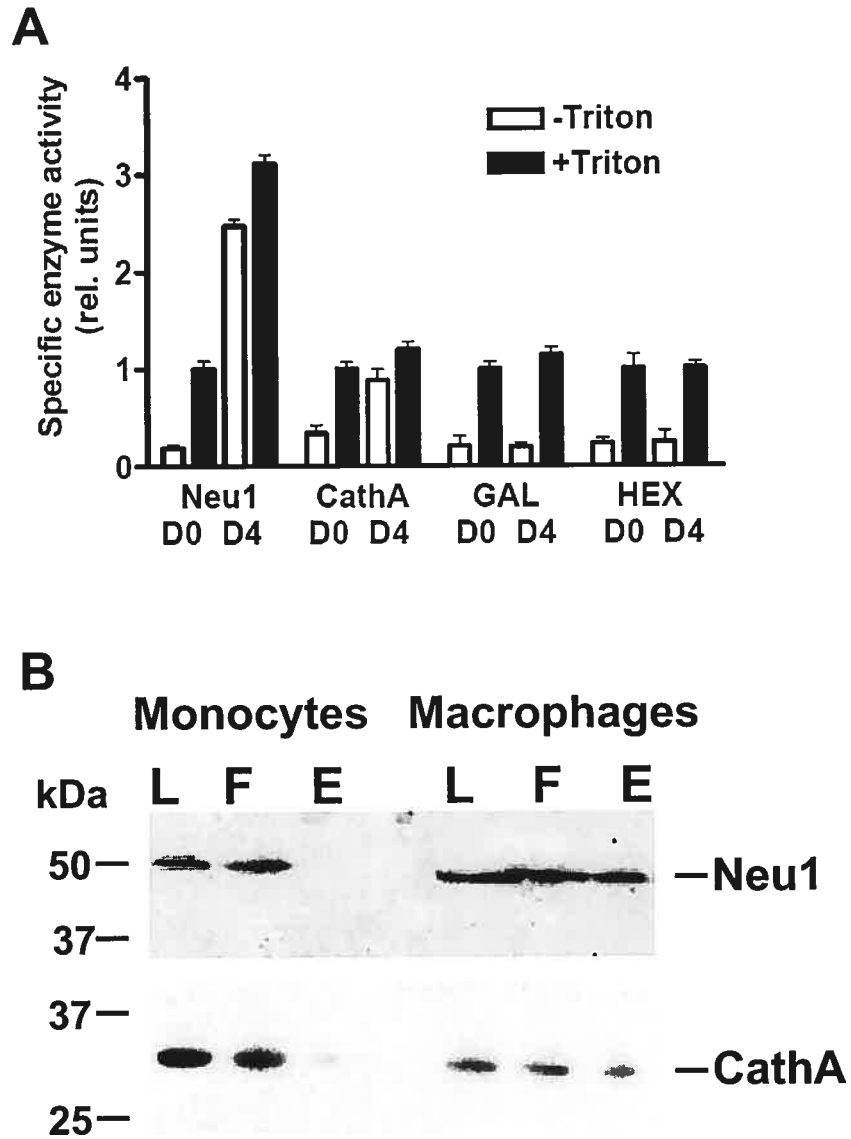 A
Specific enzyme activity
(rel. units)
4
3
2
1
0
-Triton
+Triton
Neu1 CathA GAL HEX
D0 D4 D0 D4 D0 D4 D0 D4
B
Monocytes Macrophages
kDa L F E L F E
50
37
Neu1
37
25
CathA